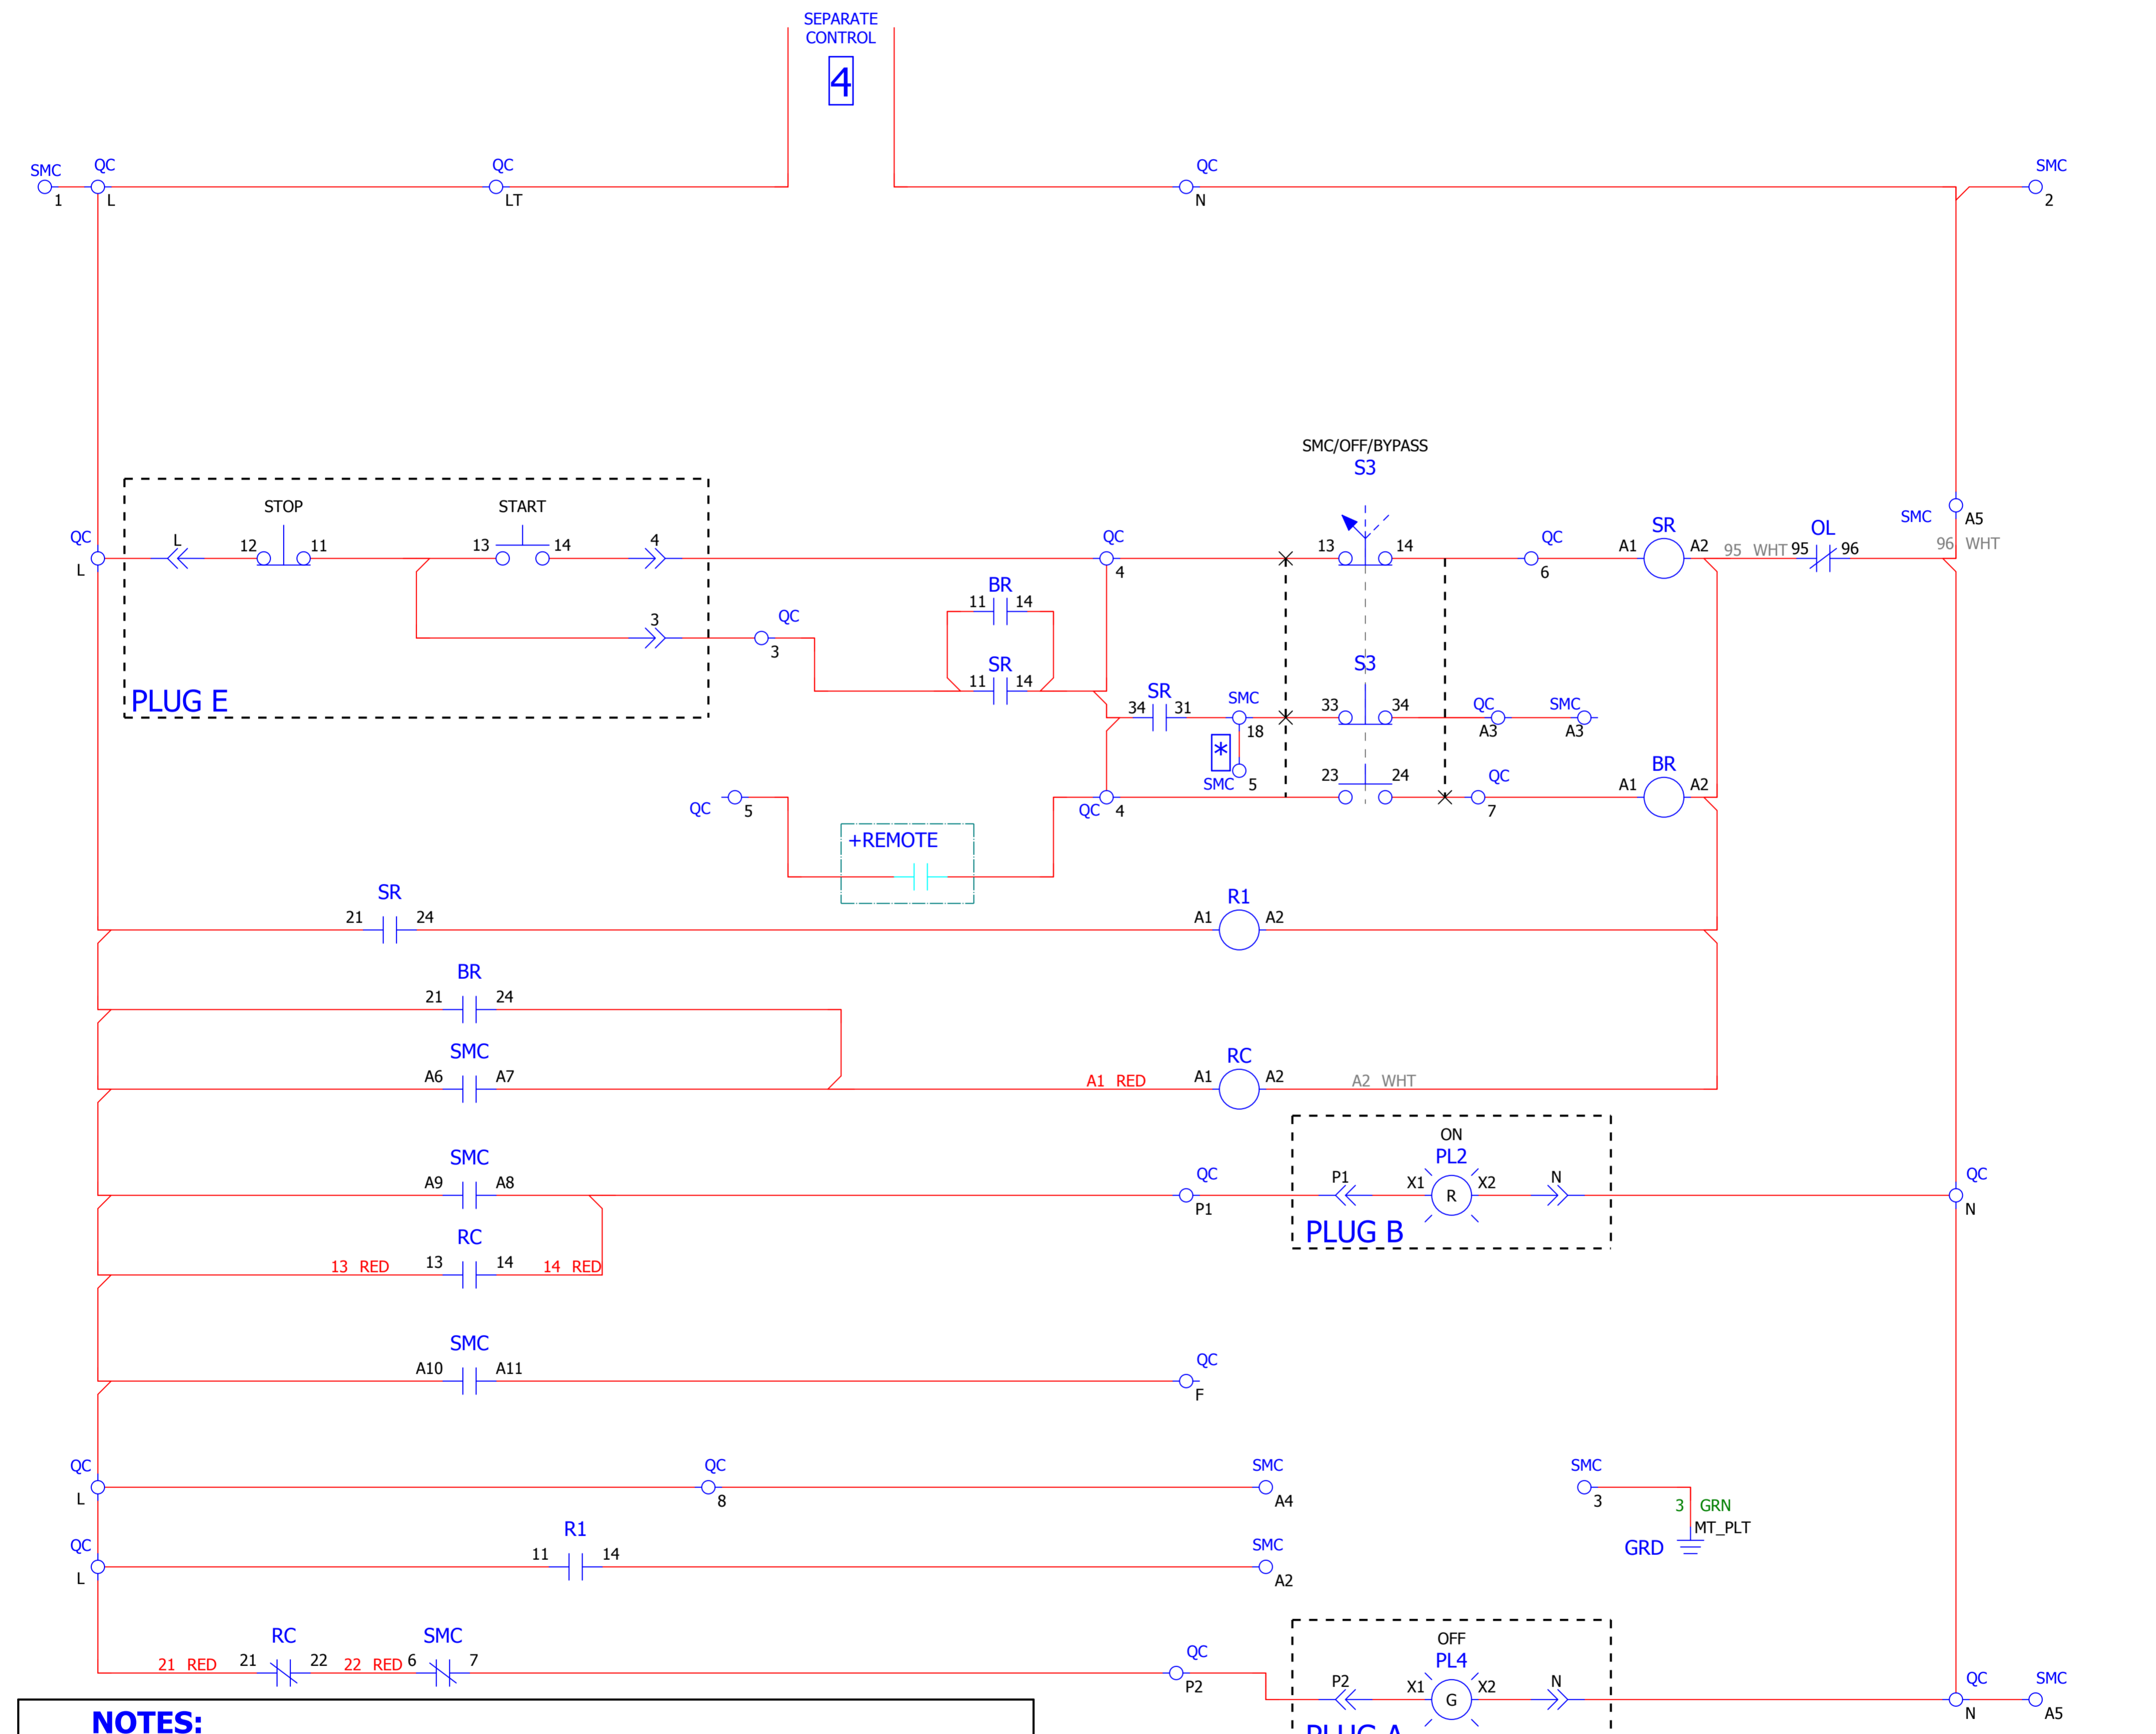 SEPARATE
CONTROL
4
SMC
QC
QC
QC
SMC
1
L
LT
N
2
SMC/OFF/BYPASS
S3
STOP
START
QC
L
12
11
13
14
4
QC
13
14
QC
SR
A1
A2
95 WHT
95
OL
96
SMC
A5
96 WHT
L
4
6
BR
11
14
3
QC
3
SR
11
14
S3
PLUG E
SR
34
31
SMC
18
33
34
QC
A3
SMC
A3
*
SMC
5
23
24
QC
7
BR
A1
A2
QC
5
QC
4
+REMOTE
SR
21
24
R1
A1
A2
BR
21
24
SMC
A6
A7
A1 RED
RC
A1
A2
A2 WHT
ON
PL2
SMC
A9
A8
QC
P1
P1
X1
R
X2
N
QC
N
PLUG B
RC
13 RED
13
14
14 RED
SMC
A10
A11
QC
F
QC
L
QC
8
SMC
A4
SMC
3
3 GRN
MT_PLT
GRD
QC
L
R1
11
14
SMC
A2
RC
SMC
21 RED
21
22
22 RED
6
7
QC
P2
OFF
PL4
P2
X1
G
X2
N
QC
N
SMC
A5
PLUG A
NOTES: